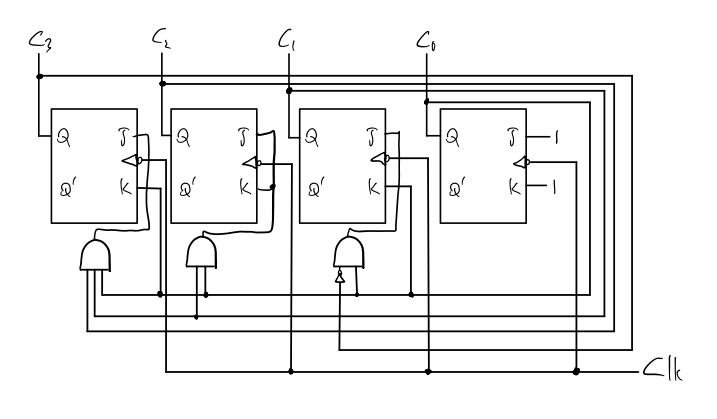 C3 C2 C1 C0
Q J Q J Q J Q J 1
Q' K Q' K Q' K Q' K 1
Clk